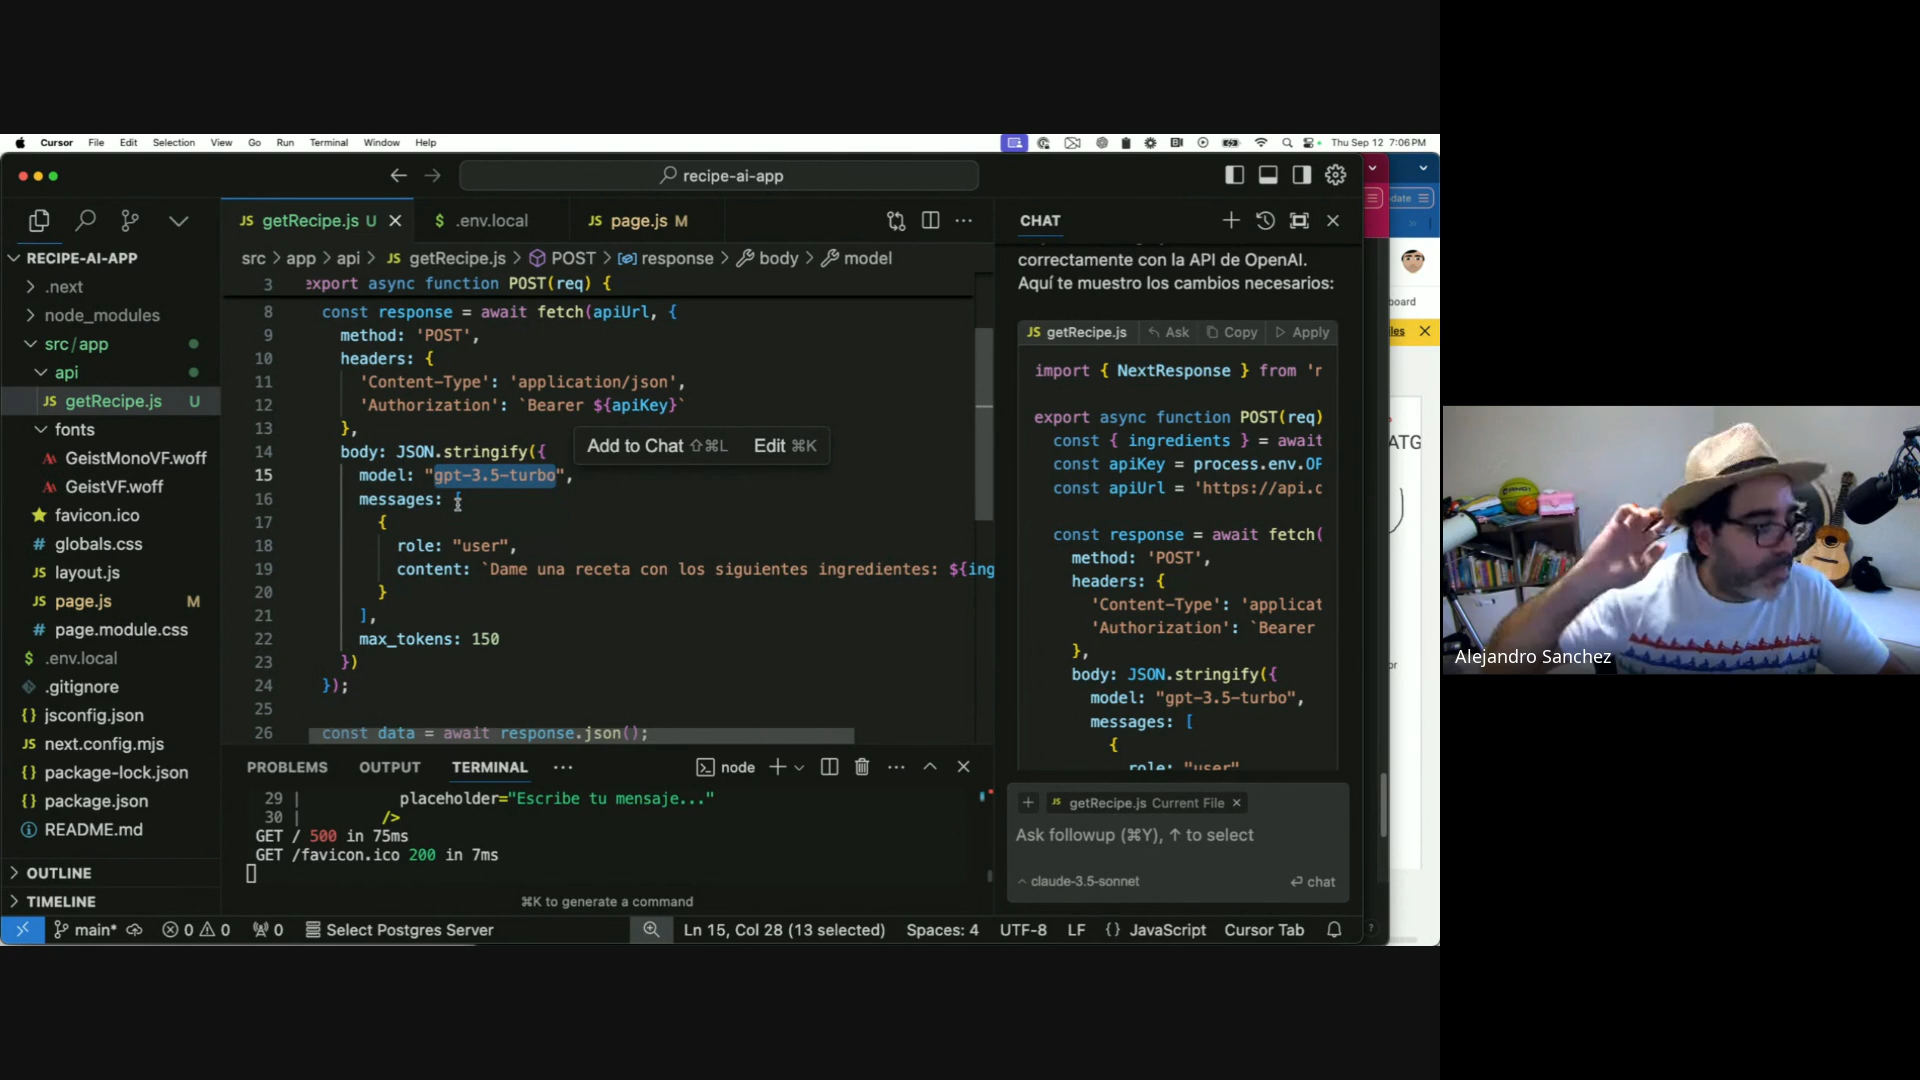 Cursor File Edit Selection View Go Run Terminal Window Help
Thu Sep 12 7:06 PM
recipe-ai-app
getRecipe.js U
$ .env.local
JS page.js M
CHAT
RECIPE-AI-APP
.next
node_modules
src/app
api
JS getRecipe.js U
fonts
GeistMonoVF.woff
GeistVF.woff
favicon.ico
# globals.css
JS layout.js
JS page.js M
# page.module.css
$ .env.local
.gitignore
{} jsconfig.json
JS next.config.mjs
{} package-lock.json
{} package.json
README.md
OUTLINE
TIMELINE
src > app > api > JS getRecipe.js > POST > response > body > model
3 export async function POST(req) {
8 const response = await fetch(apiUrl, {
9 method: 'POST',
10 headers: {
11 'Content-Type': 'application/json',
12 'Authorization': `Bearer ${apiKey}`
13 },
14 body: JSON.stringify({
Add to Chat ⇧⌘L Edit ⌘K
15 model: "gpt-3.5-turbo",
16 messages: [
17 {
18 role: "user",
19 content: `Dame una receta con los siguientes ingredientes: ${ing
20 }
21 ],
22 max_tokens: 150
23 })
24 });
25
26 const data = await response.json();
PROBLEMS OUTPUT TERMINAL ··· node
29 | placeholder="Escribe tu mensaje..."
30 | />
GET / 500 in 75ms
GET /favicon.ico 200 in 7ms
⌘K to generate a command
correctamente con la API de OpenAI.
Aquí te muestro los cambios necesarios:
JS getRecipe.js Ask Copy Apply
import { NextResponse } from 'r
export async function POST(req)
const { ingredients } = await
const apiKey = process.env.OP
const apiUrl = 'https://api.o
const response = await fetch(
method: 'POST',
headers: {
'Content-Type': 'applicat
'Authorization': `Bearer
},
body: JSON.stringify({
model: "gpt-3.5-turbo",
messages: [
{
role: "user"
+ JS getRecipe.js Current File ×
Ask followup (⌘Y), ↑ to select
claude-3.5-sonnet
chat
main* 0 0 0 Select Postgres Server
Ln 15, Col 28 (13 selected) Spaces: 4 UTF-8 LF {} JavaScript Cursor Tab
date
board
les
ATG
Alejandro Sanchez